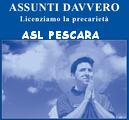 ASSUNTI DAVVERO
Licenziamo la precarietà
ASL PESCARA